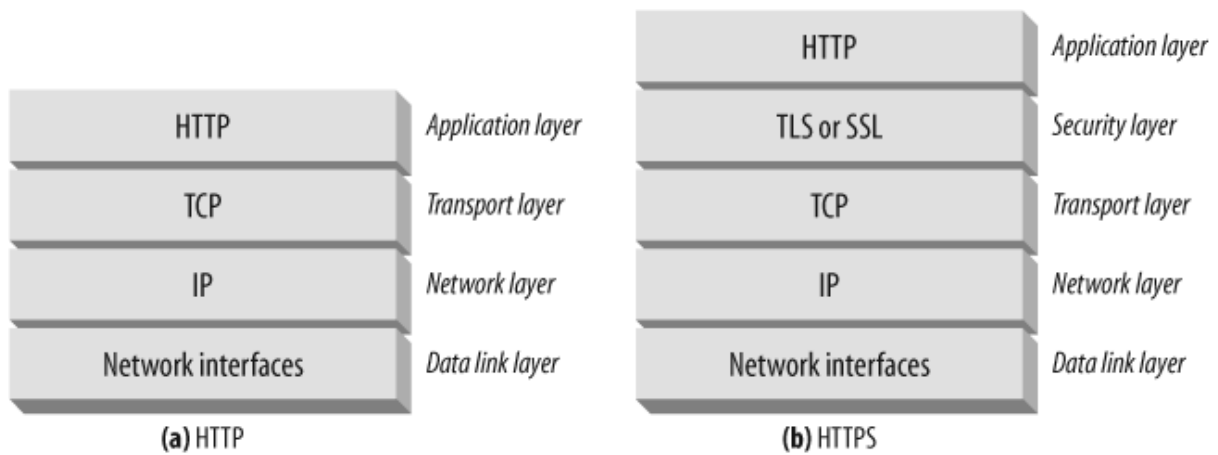 HTTP Application layer
TCP Transport layer
IP Network layer
Network interfaces Data link layer
(a) HTTP
HTTP Application layer
TLS or SSL Security layer
TCP Transport layer
IP Network layer
Network interfaces Data link layer
(b) HTTPS